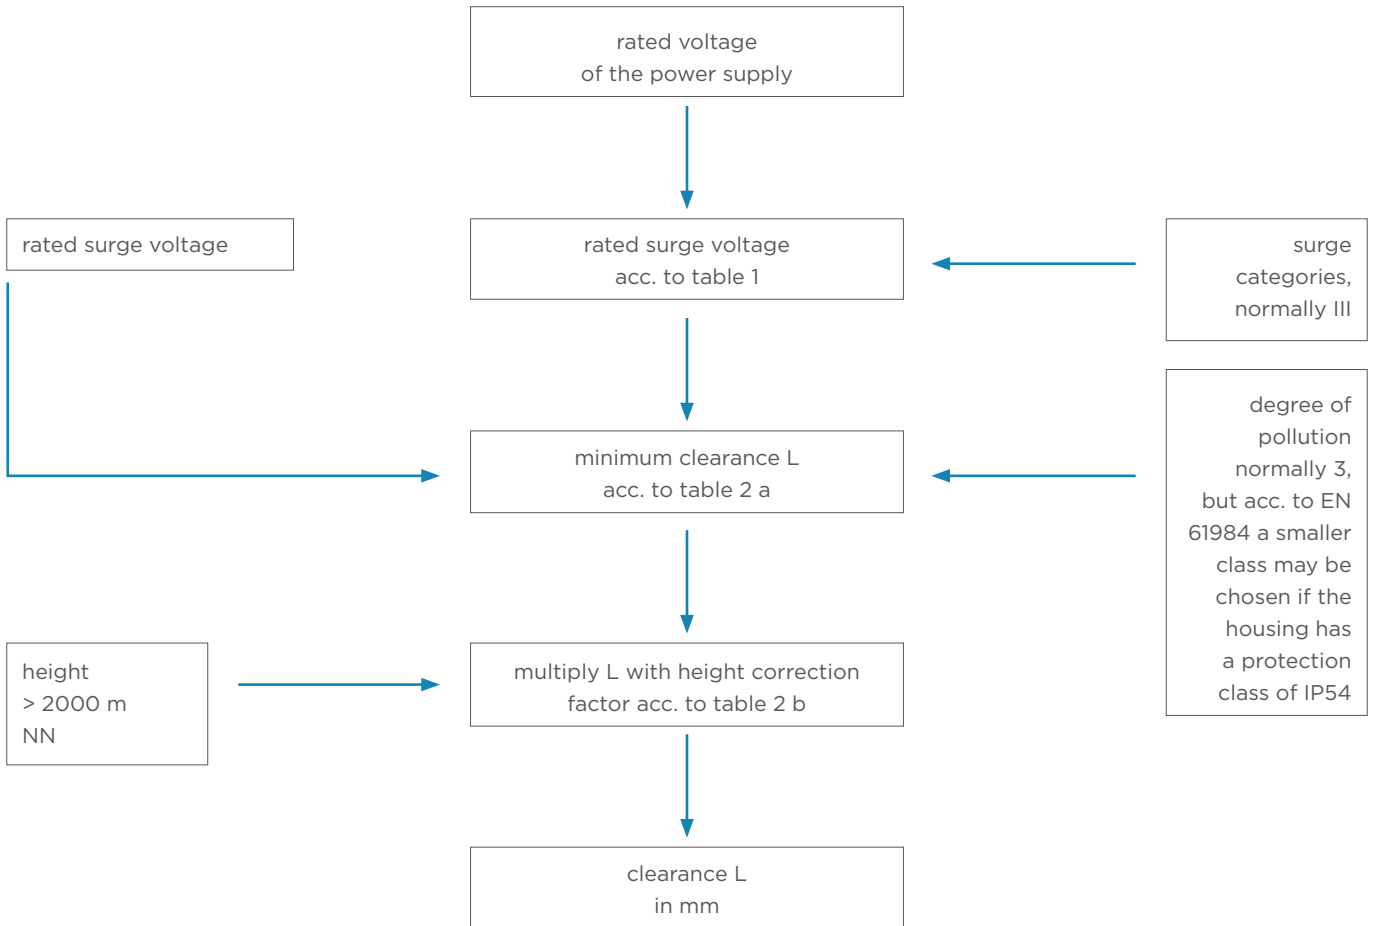 rated voltage
of the power supply
rated surge voltage
rated surge voltage
acc. to table 1
surge
categories,
normally III
minimum clearance L
acc. to table 2 a
degree of
pollution
normally 3,
but acc. to EN
61984 a smaller
class may be
chosen if the
housing has
a protection
class of IP54
height
> 2000 m
NN
multiply L with height correction
factor acc. to table 2 b
clearance L
in mm